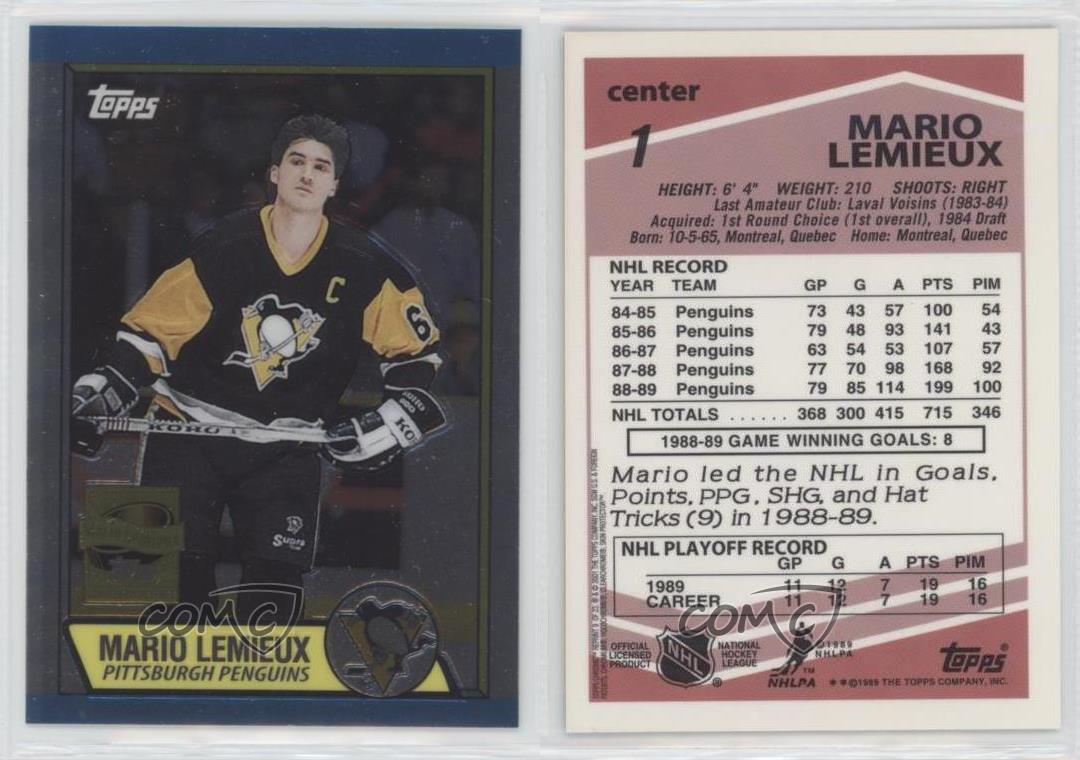 Topps
C
6
KOHO
KOHO
Supra
MARIO LEMIEUX
PITTSBURGH PENGUINS
COMC
center
1
MARIO
LEMIEUX
HEIGHT: 6' 4" WEIGHT: 210 SHOOTS: RIGHT
Last Amateur Club: Laval Voisins (1983-84)
Acquired: 1st Round Choice (1st overall), 1984 Draft
Born: 10-5-65, Montreal, Quebec Home: Montreal, Quebec
NHL RECORD
YEAR TEAM GP G A PTS PIM
84-85 Penguins 73 43 57 100 54
85-86 Penguins 79 48 93 141 43
86-87 Penguins 63 54 53 107 57
87-88 Penguins 77 70 98 168 92
88-89 Penguins 79 85 114 199 100
NHL TOTALS ...... 368 300 415 715 346
1988-89 GAME WINNING GOALS: 8
Mario led the NHL in Goals,
Points, PPG, SHG, and Hat
Tricks (9) in 1988-89.
NHL PLAYOFF RECORD
GP G A PTS PIM
1989 11 12 7 19 16
CAREER 11 12 7 19 16
COMC
OFFICIAL
LICENSED
PRODUCT
NHL
®
NATIONAL
HOCKEY
LEAGUE
NHLPA
TM
©1989
NHLPA
Topps®
**©1989 THE TOPPS COMPANY, INC.